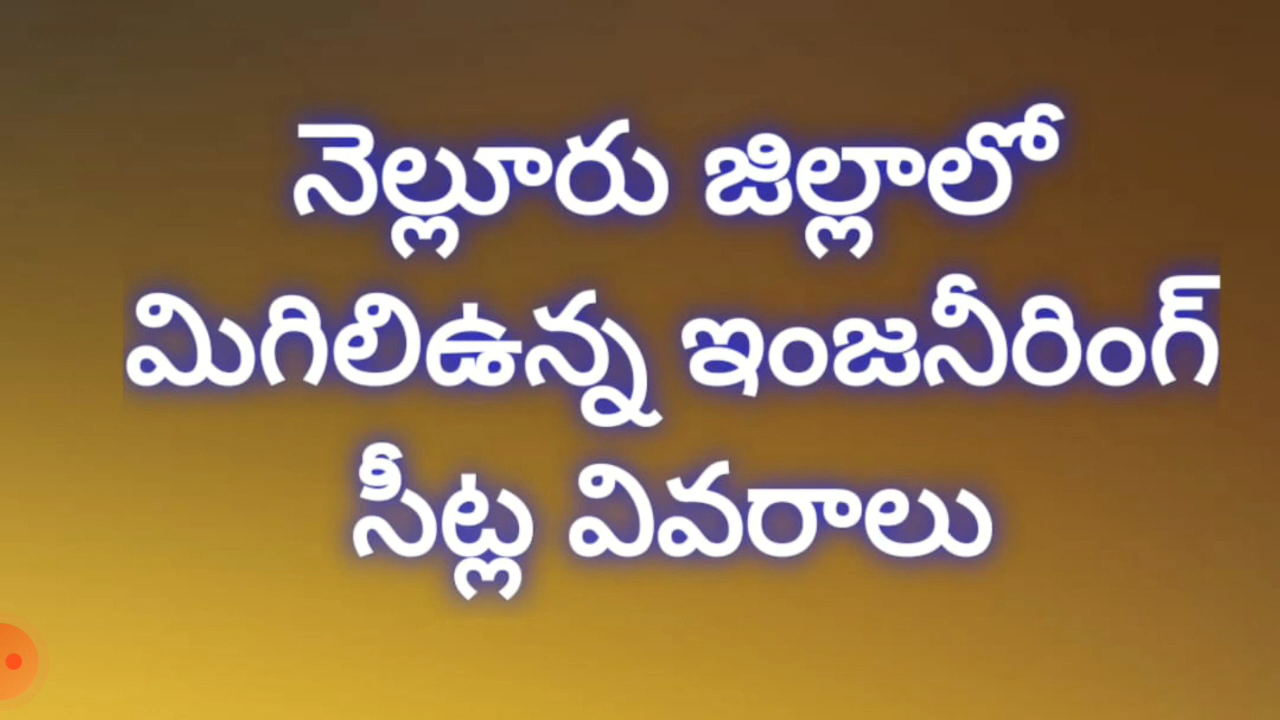 నెల్లూరు జిల్లాలో
మిగిలిఉన్న ఇంజనీరింగ్
సీట్ల వివరాలు